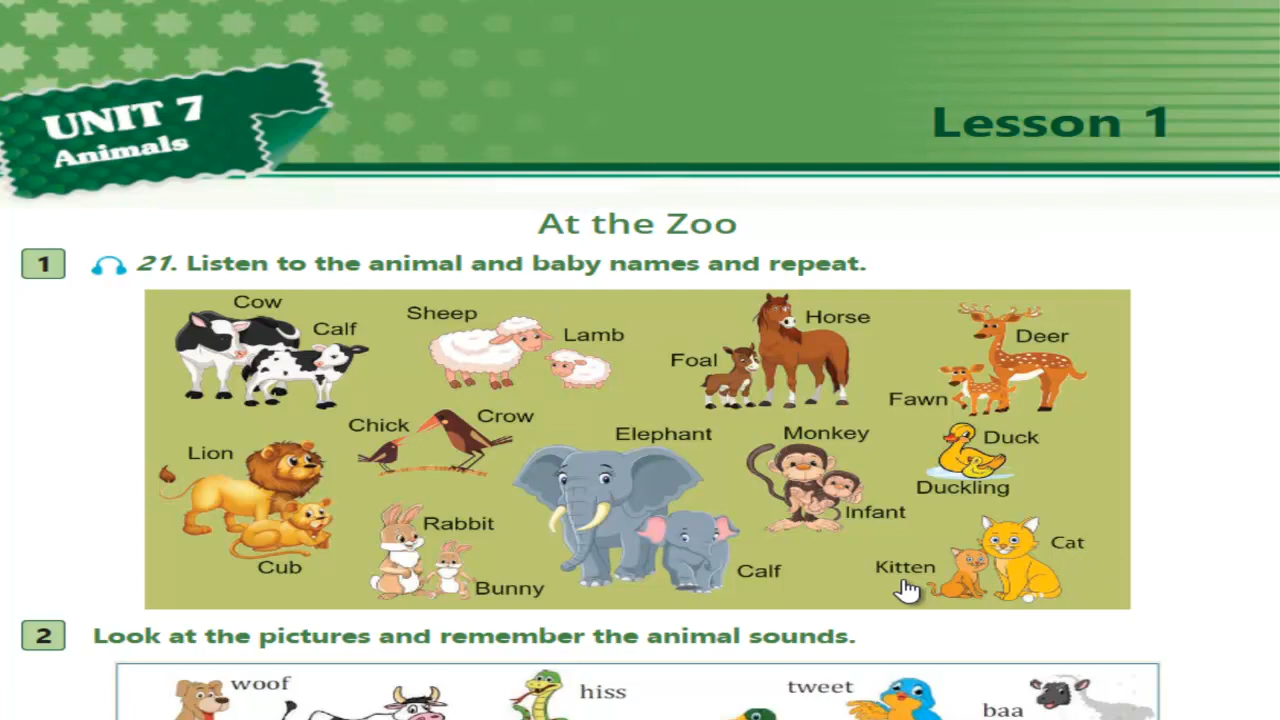 UNIT 7
Animals
Lesson 1
At the Zoo
1
21. Listen to the animal and baby names and repeat.
Cow
Calf
Sheep
Lamb
Horse
Foal
Deer
Fawn
Chick
Crow
Lion
Cub
Elephant
Calf
Monkey
Infant
Duck
Duckling
Rabbit
Bunny
Cat
Kitten
2
Look at the pictures and remember the animal sounds.
woof
hiss
tweet
baa